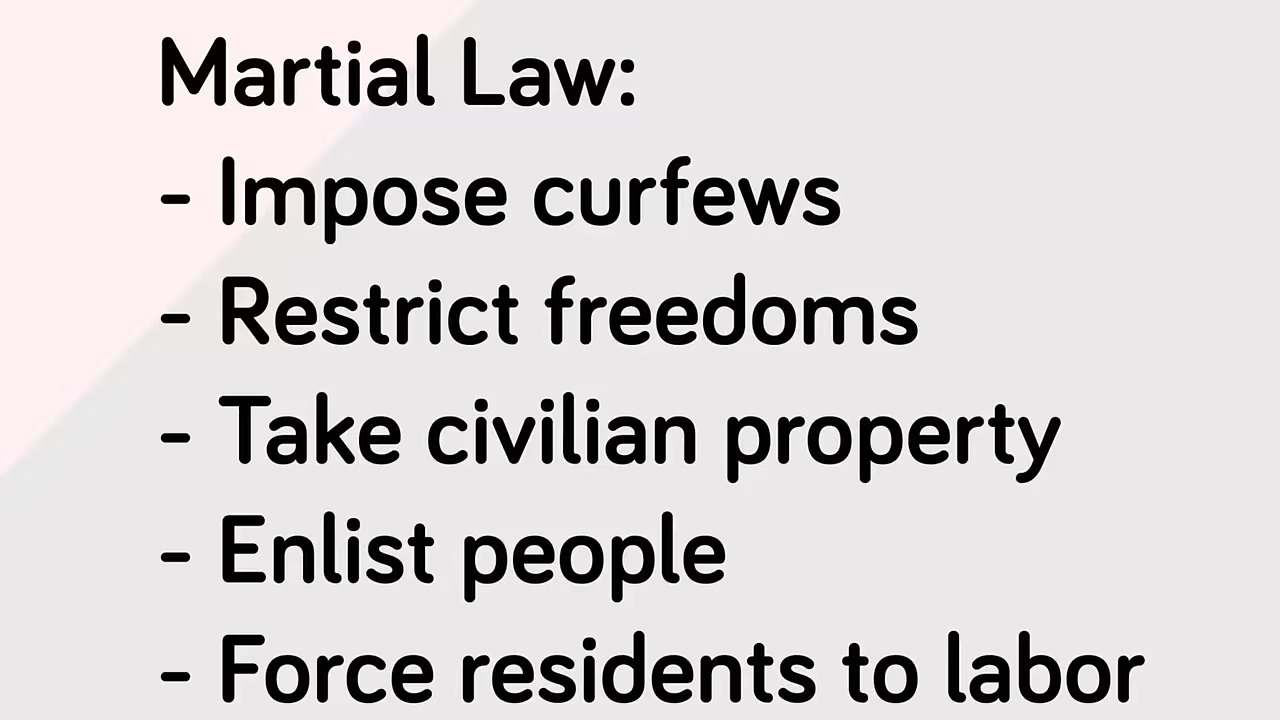 Martial Law:
- Impose curfews
- Restrict freedoms
- Take civilian property
- Enlist people
- Force residents to labor